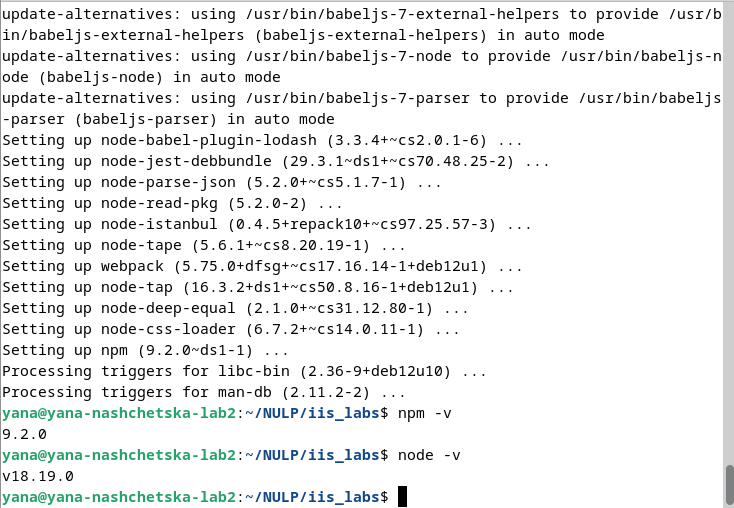 update-alternatives: using /usr/bin/babeljs-7-external-helpers to provide /usr/b
in/babeljs-external-helpers (babeljs-external-helpers) in auto mode
update-alternatives: using /usr/bin/babeljs-7-node to provide /usr/bin/babeljs-n
ode (babeljs-node) in auto mode
update-alternatives: using /usr/bin/babeljs-7-parser to provide /usr/bin/babeljs
-parser (babeljs-parser) in auto mode
Setting up node-babel-plugin-lodash (3.3.4+~cs2.0.1-6) ...
Setting up node-jest-debbundle (29.3.1~ds1+~cs70.48.25-2) ...
Setting up node-parse-json (5.2.0+~cs5.1.7-1) ...
Setting up node-read-pkg (5.2.0-2) ...
Setting up node-istanbul (0.4.5+repack10+~cs97.25.57-3) ...
Setting up node-tape (5.6.1+~cs8.20.19-1) ...
Setting up webpack (5.75.0+dfsg+~cs17.16.14-1+deb12u1) ...
Setting up node-tap (16.3.2+ds1+~cs50.8.16-1+deb12u1) ...
Setting up node-deep-equal (2.1.0+~cs31.12.80-1) ...
Setting up node-css-loader (6.7.2+~cs14.0.11-1) ...
Setting up npm (9.2.0~ds1-1) ...
Processing triggers for libc-bin (2.36-9+deb12u10) ...
Processing triggers for man-db (2.11.2-2) ...
yana@yana-nashchetska-lab2:~/NULP/iis_labs$ npm -v
9.2.0
yana@yana-nashchetska-lab2:~/NULP/iis_labs$ node -v
v18.19.0
yana@yana-nashchetska-lab2:~/NULP/iis_labs$